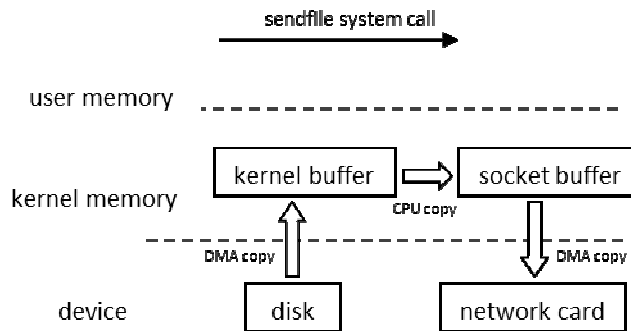 sendfile system call
user memory
kernel buffer
socket buffer
kernel memory
CPU copy
DMA copy
DMA copy
device
disk
network card